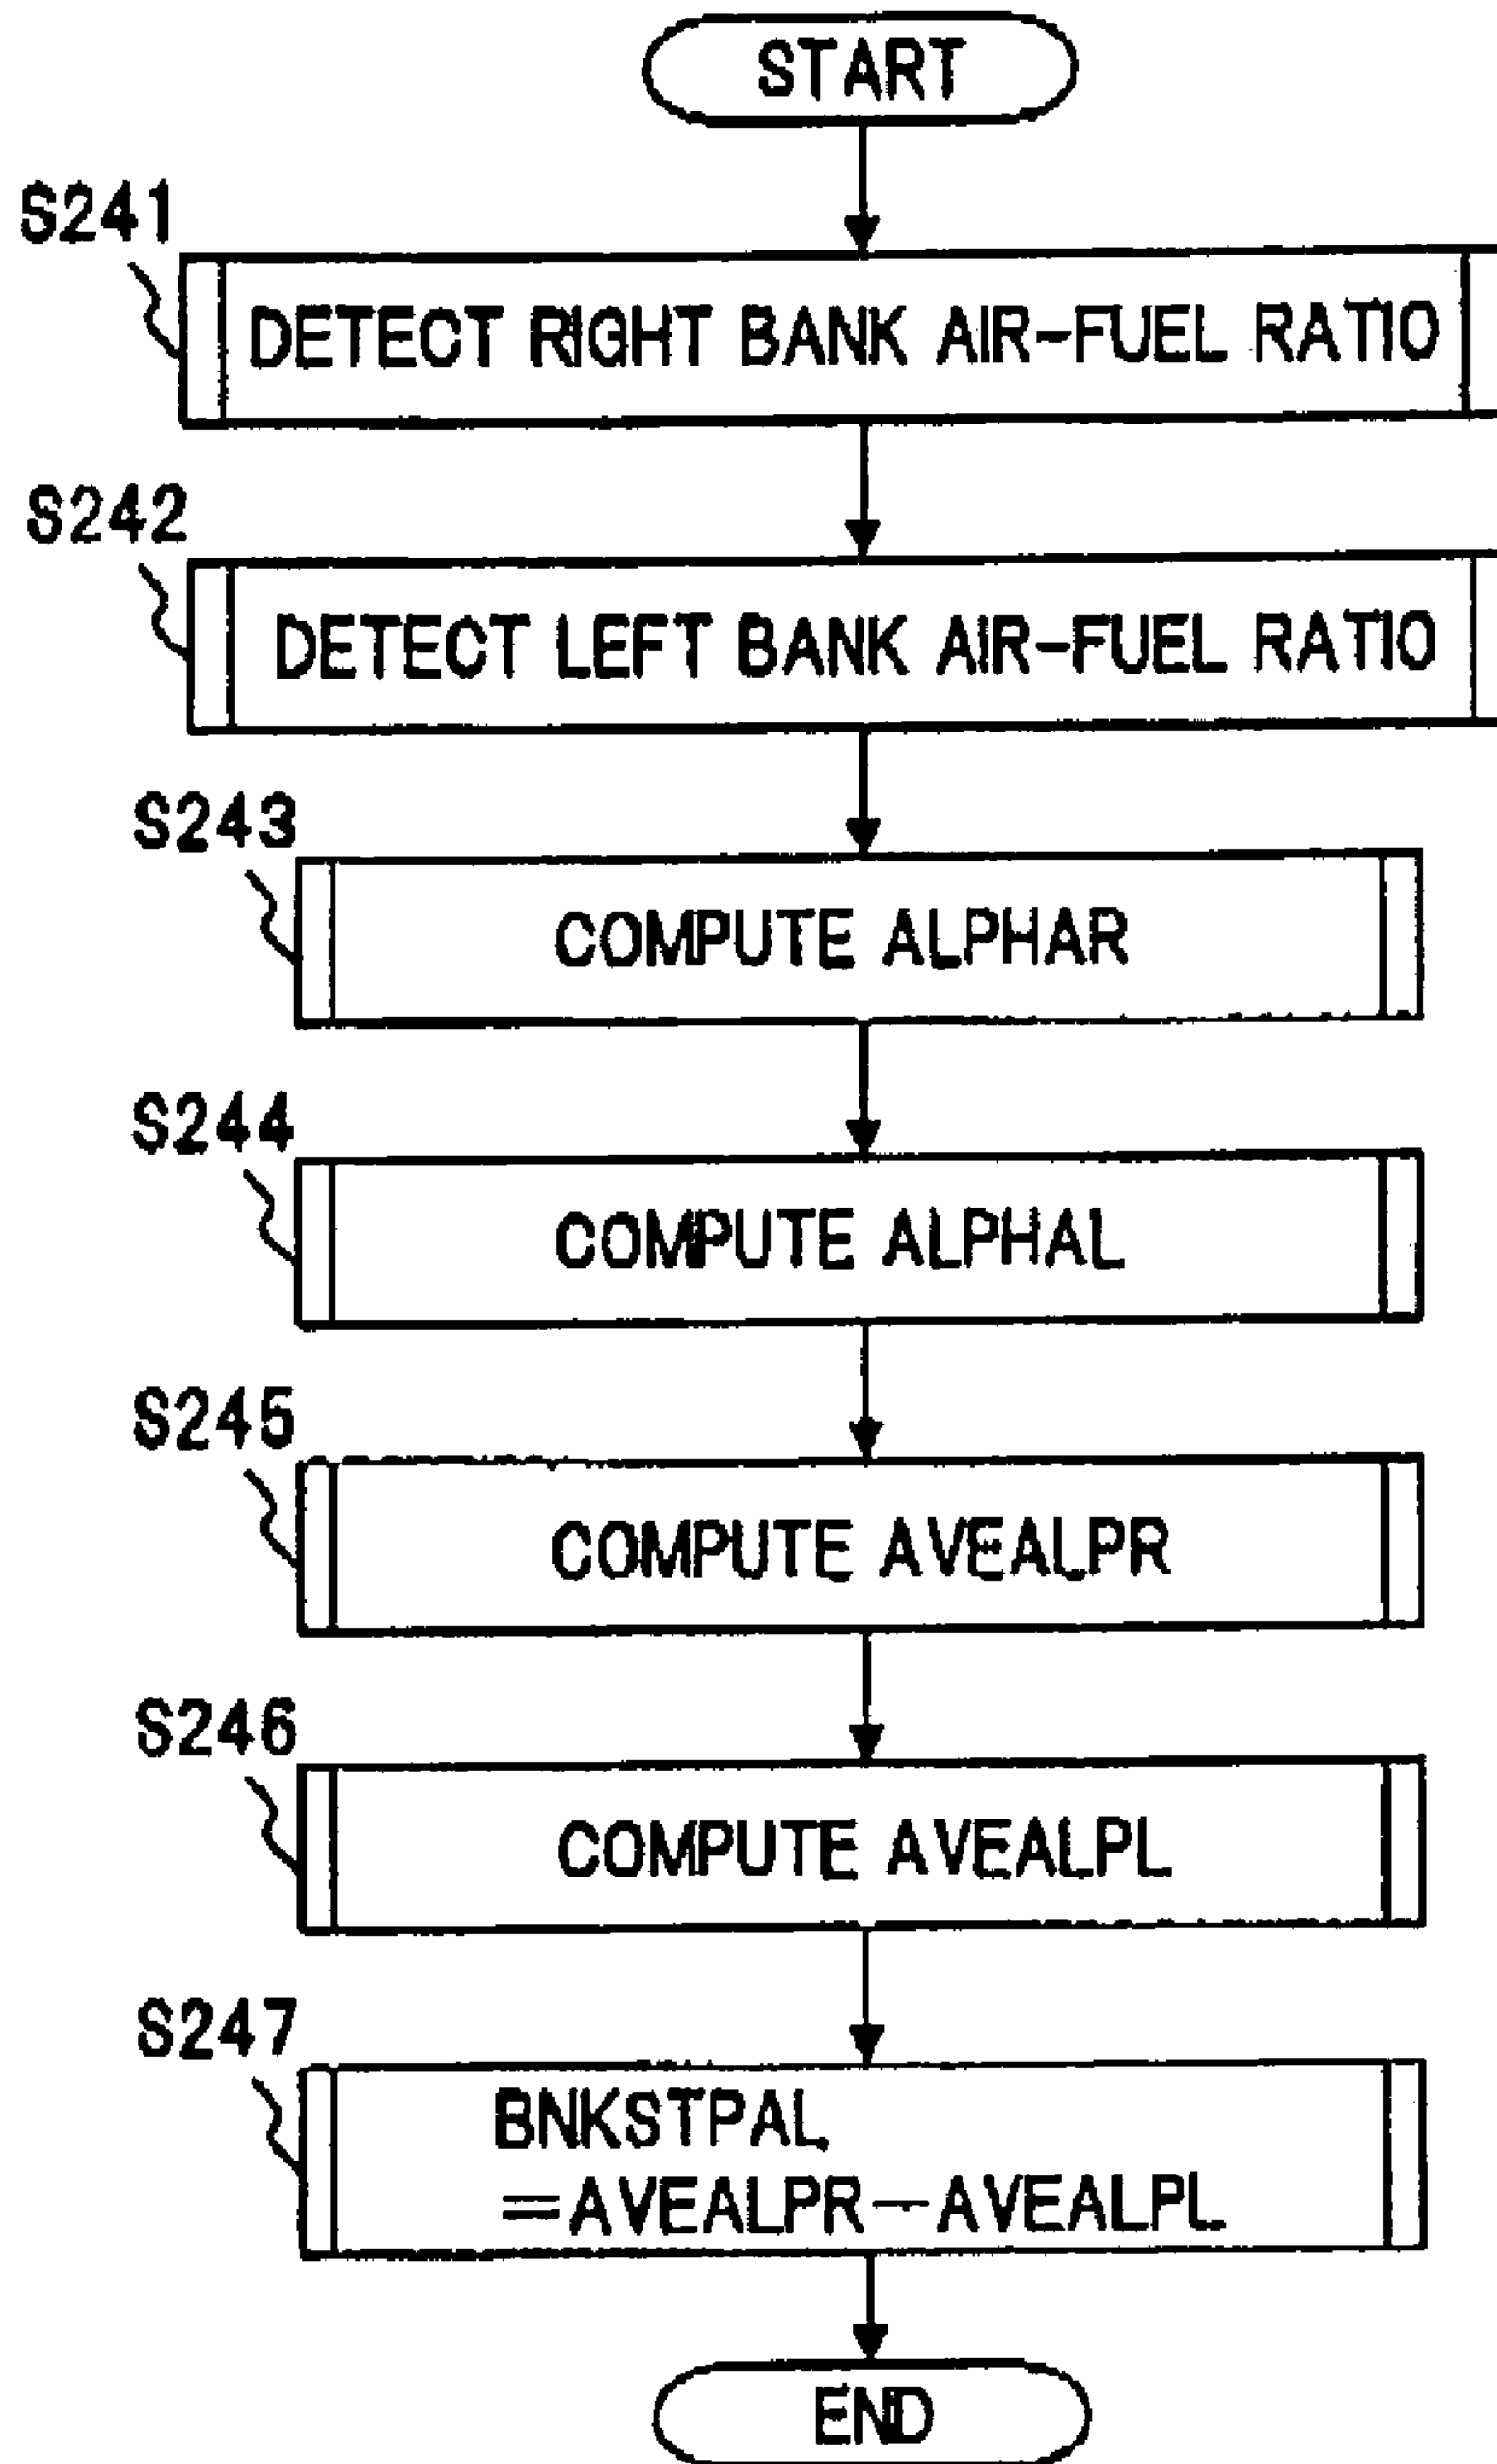 START
S241
DETECT RIGHT BANK AIR-FUEL RATIO
S242
DETECT LEFT BANK AIR-FUEL RATIO
S243
COMPUTE ALPHAR
S244
COMPUTE ALPHAL
S245
COMPUTE AVEALPR
S246
COMPUTE AVEALPL
S247
BNKSTPAL
=AVEALPR-AVEALPL
END